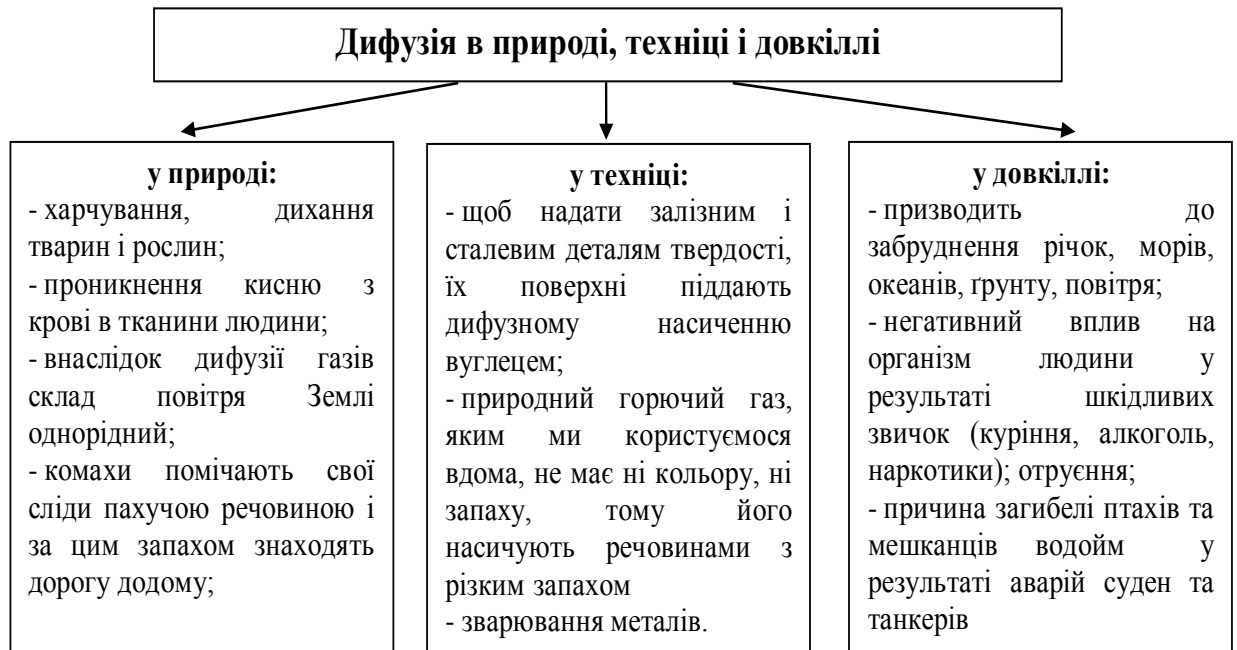 Дифузія в природі, техніці і довкіллі
у природі:
- харчування, дихання
тварин і рослин;
- проникнення кисню з
крові в тканини людини;
- внаслідок дифузії газів
склад повітря Землі
однорідний;
- комахи помічають свої
сліди пахучою речовиною і
за цим запахом знаходять
дорогу додому;
у техніці:
- щоб надати залізним і
сталевим деталям твердості,
їх поверхні піддають
дифузному насиченню
вуглецем;
- природний горючий газ,
яким ми користуємося
вдома, не має ні кольору, ні
запаху, тому його
насичують речовинами з
різким запахом
- зварювання металів.
у довкіллі:
- призводить до
забруднення річок, морів,
океанів, ґрунту, повітря;
- негативний вплив на
організм людини у
результаті шкідливих
звичок (куріння, алкоголь,
наркотики); отруєння;
- причина загибелі птахів та
мешканців водойм у
результаті аварій суден та
танкерів